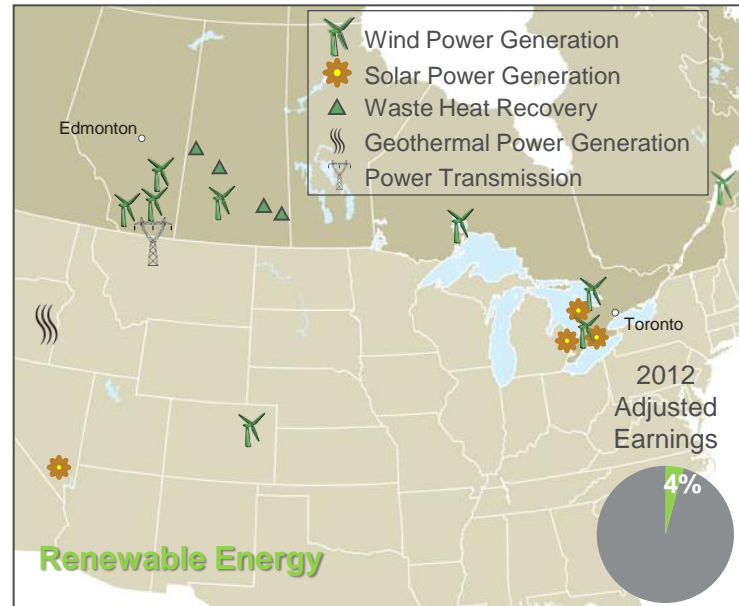 Wind Power Generation
Solar Power Generation
Waste Heat Recovery
Geothermal Power Generation
Power Transmission
Edmonton
Toronto
2012
Adjusted
Earnings
4%
Renewable Energy